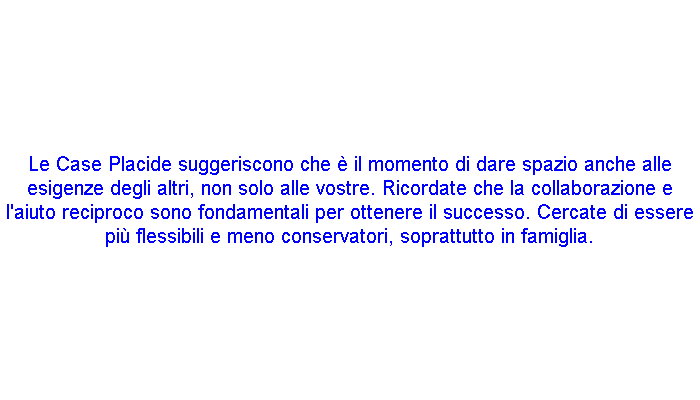 Le Case Placide suggeriscono che è il momento di dare spazio anche alle
esigenze degli altri, non solo alle vostre. Ricordate che la collaborazione e
l'aiuto reciproco sono fondamentali per ottenere il successo. Cercate di essere
più flessibili e meno conservatori, soprattutto in famiglia.